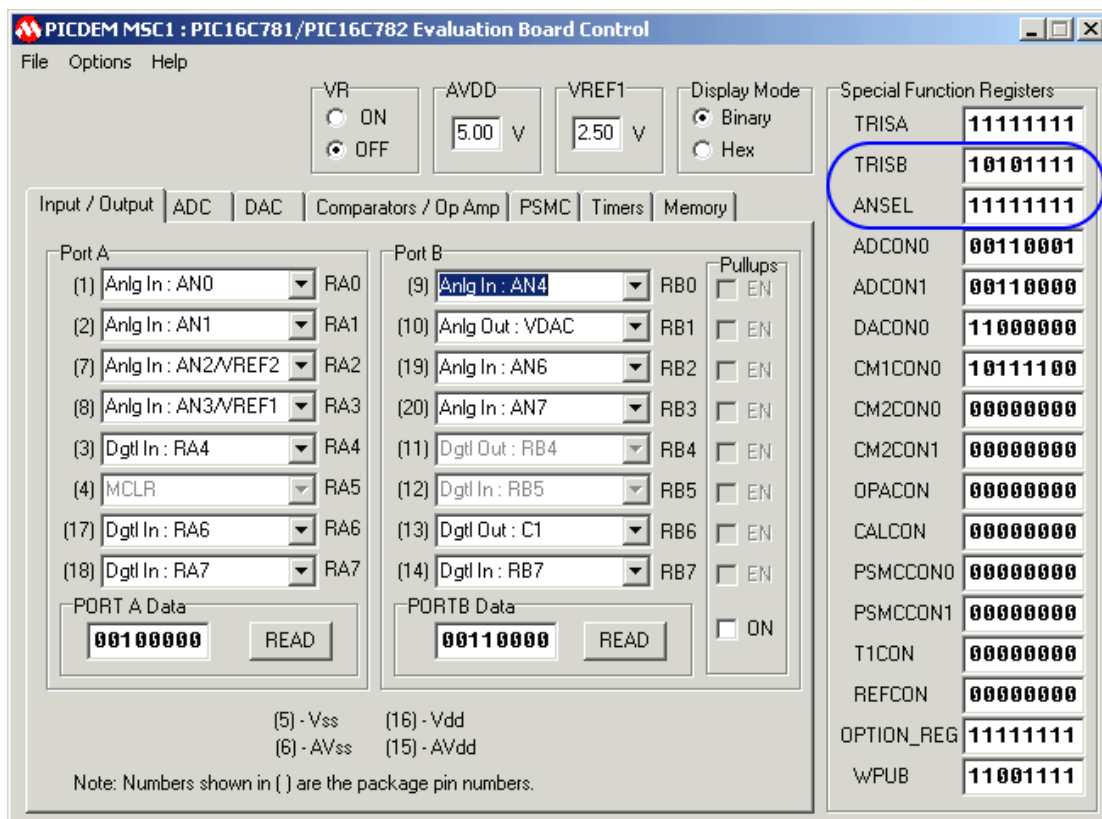 PICDEM MSC1 : PIC16C781/PIC16C782 Evaluation Board Control
File Options Help
VR
ON
OFF
AVDD
5.00 V
VREF1
2.50 V
Display Mode
Binary
Hex
Input / Output ADC DAC Comparators / Op Amp PSMC Timers Memory
Port A
(1) Anlg In : AN0 RA0
(2) Anlg In : AN1 RA1
(7) Anlg In : AN2/VREF2 RA2
(8) Anlg In : AN3/VREF1 RA3
(3) Dgtl In : RA4 RA4
(4) MCLR RA5
(17) Dgtl In : RA6 RA6
(18) Dgtl In : RA7 RA7
PORT A Data
00100000 READ
Port B
Pullups
(9) Anlg In : AN4 RB0 EN
(10) Anlg Out : VDAC RB1 EN
(19) Anlg In : AN6 RB2 EN
(20) Anlg In : AN7 RB3 EN
(11) Dgtl Out : RB4 RB4 EN
(12) Dgtl In : RB5 RB5 EN
(13) Dgtl Out : C1 RB6 EN
(14) Dgtl In : RB7 RB7 EN
PORTB Data
00110000 READ
ON
(5) - Vss (16) - Vdd
(6) - AVss (15) - AVdd
Note: Numbers shown in ( ) are the package pin numbers.
Special Function Registers
TRISA 11111111
TRISB 10101111
ANSEL 11111111
ADCON0 00110001
ADCON1 00110000
DACON0 11000000
CM1CON0 10111100
CM2CON0 00000000
CM2CON1 00000000
OPACON 00000000
CALCON 00000000
PSMCCON0 00000000
PSMCCON1 00000000
T1CON 00000000
REFCON 00000000
OPTION_REG 11111111
WPUB 11001111